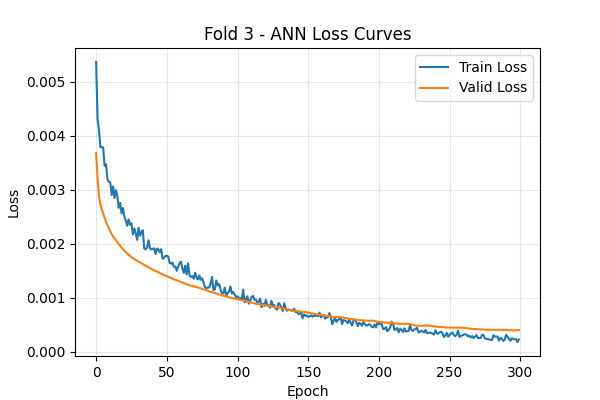 Fold 3 - ANN Loss Curves
Train Loss
Valid Loss
0.005
0.004
0.003
0.002
0.001
0.000
Loss
0 50 100 150 200 250 300
Epoch